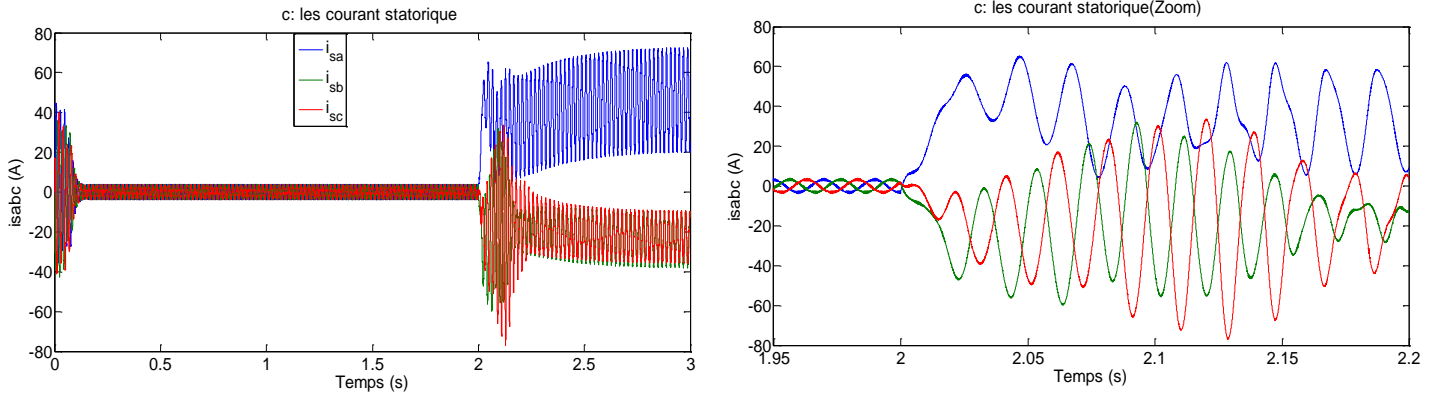 c: les courant statorique
isabc (A)
80
60
40
20
0
-20
-40
-60
-80
i_sa
i_sb
i_sc
0 0.5 1 1.5 2 2.5 3
Temps (s)
c: les courant statorique(Zoom)
isabc (A)
80
60
40
20
0
-20
-40
-60
-80
1.95 2 2.05 2.1 2.15 2.2
Temps (s)